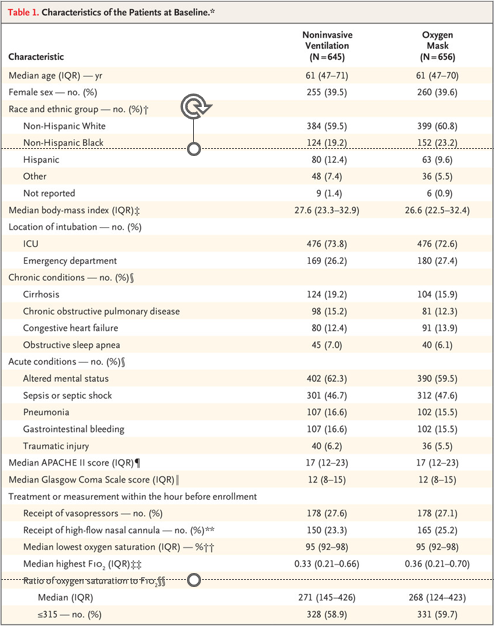 Table 1. Characteristics of the Patients at Baseline.*
Characteristic Noninvasive Ventilation (N=645) Oxygen Mask (N=656)
Median age (IQR) — yr 61 (47–71) 61 (47–70)
Female sex — no. (%) 255 (39.5) 260 (39.6)
Race and ethnic group — no. (%)†
Non-Hispanic White 384 (59.5) 399 (60.8)
Non-Hispanic Black 124 (19.2) 152 (23.2)
Hispanic 80 (12.4) 63 (9.6)
Other 48 (7.4) 36 (5.5)
Not reported 9 (1.4) 6 (0.9)
Median body-mass index (IQR)‡ 27.6 (23.3–32.9) 26.6 (22.5–32.4)
Location of intubation — no. (%)
ICU 476 (73.8) 476 (72.6)
Emergency department 169 (26.2) 180 (27.4)
Chronic conditions — no. (%)§
Cirrhosis 124 (19.2) 104 (15.9)
Chronic obstructive pulmonary disease 98 (15.2) 81 (12.3)
Congestive heart failure 80 (12.4) 91 (13.9)
Obstructive sleep apnea 45 (7.0) 40 (6.1)
Acute conditions — no. (%)§
Altered mental status 402 (62.3) 390 (59.5)
Sepsis or septic shock 301 (46.7) 312 (47.6)
Pneumonia 107 (16.6) 102 (15.5)
Gastrointestinal bleeding 107 (16.6) 102 (15.5)
Traumatic injury 40 (6.2) 36 (5.5)
Median APACHE II score (IQR)¶ 17 (12–23) 17 (12–23)
Median Glasgow Coma Scale score (IQR)‖ 12 (8–15) 12 (8–15)
Treatment or measurement within the hour before enrollment
Receipt of vasopressors — no. (%) 178 (27.6) 178 (27.1)
Receipt of high-flow nasal cannula — no. (%)** 150 (23.3) 165 (25.2)
Median lowest oxygen saturation (IQR) — %†† 95 (92–98) 95 (92–98)
Median highest FIO₂ (IQR)‡‡ 0.33 (0.21–0.66) 0.36 (0.21–0.70)
Ratio of oxygen saturation to FIO₂§§
Median (IQR) 271 (145–426) 268 (124–423)
≤315 — no. (%) 328 (58.9) 331 (59.7)